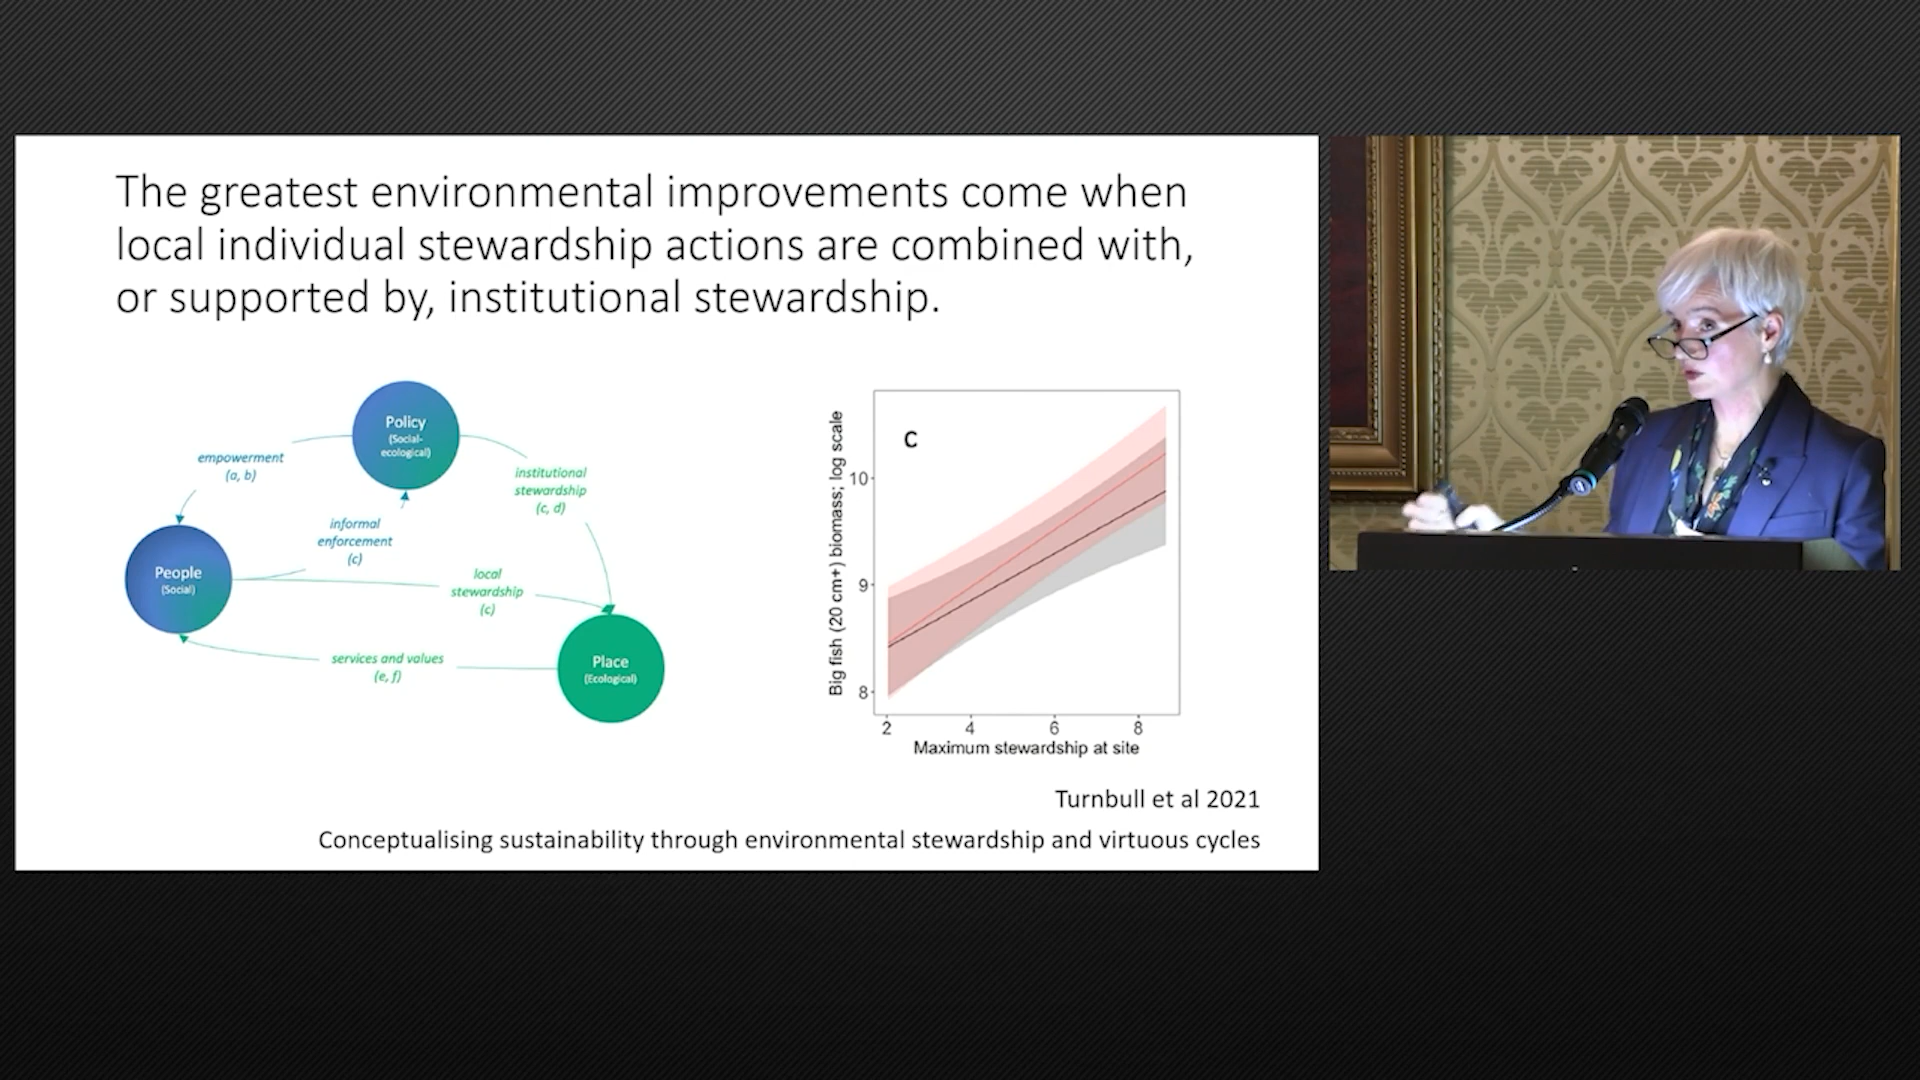 The greatest environmental improvements come when
local individual stewardship actions are combined with,
or supported by, institutional stewardship.
Policy
(Social-
ecological)
empowerment
(a, b)
institutional
stewardship
(c, d)
informal
enforcement
(c)
People
(Social)
local
stewardship
(c)
services and values
(e, f)
Place
(Ecological)
Big fish (20 cm+) biomass; log scale
C
10
9
8
2 4 6 8
Maximum stewardship at site
Turnbull et al 2021
Conceptualising sustainability through environmental stewardship and virtuous cycles